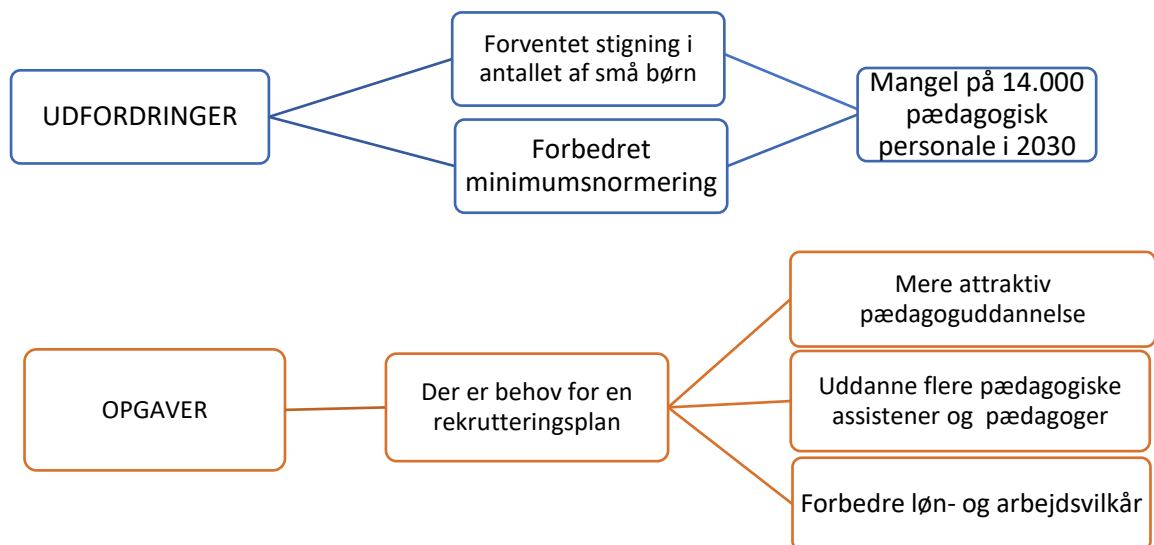 UDFORDRINGER
Forventet stigning i
antallet af små børn
Forbedret
minimumsnormering
Mangel på 14.000
pædagogisk
personale i 2030
OPGAVER
Der er behov for en
rekrutteringsplan
Mere attraktiv
pædagoguddannelse
Uddanne flere pædagogiske
assistener og pædagoger
Forbedre løn- og arbejdsvilkår